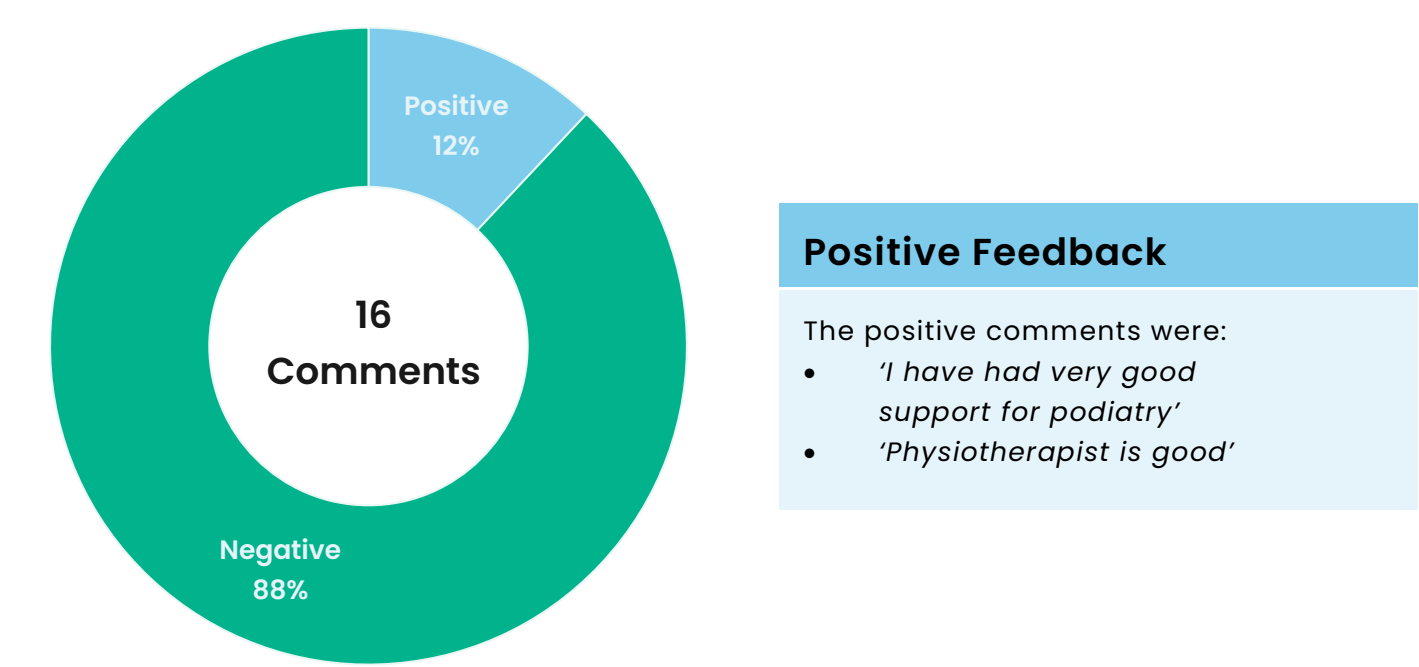 Positive
12%
16
Comments
Negative
88%
Positive Feedback
The positive comments were:
• ‘I have had very good
support for podiatry’
• ‘Physiotherapist is good’